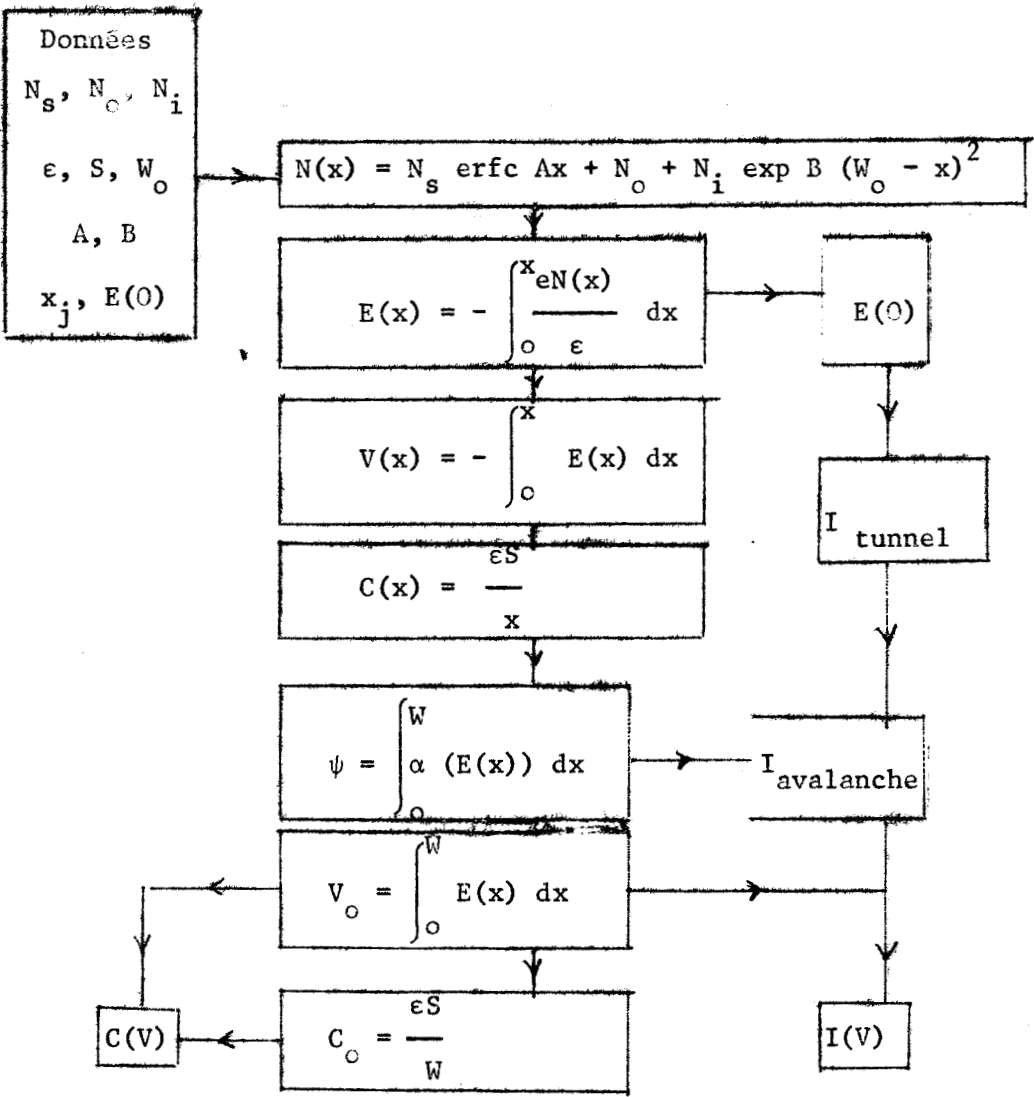 Données
N_s, N_o, N_i
ε, S, W_o
A, B
x_j, E(O)
N(x) = N_s erfc Ax + N_o + N_i exp B (W_o - x)^2
E(x) = - ∫_o^x eN(x)/ε dx
E(O)
V(x) = - ∫_o^x E(x) dx
I tunnel
C(x) = εS/x
ψ = ∫_o^W α (E(x)) dx
I avalanche
V_o = ∫_o^W E(x) dx
C_o = εS/W
C(V)
I(V)